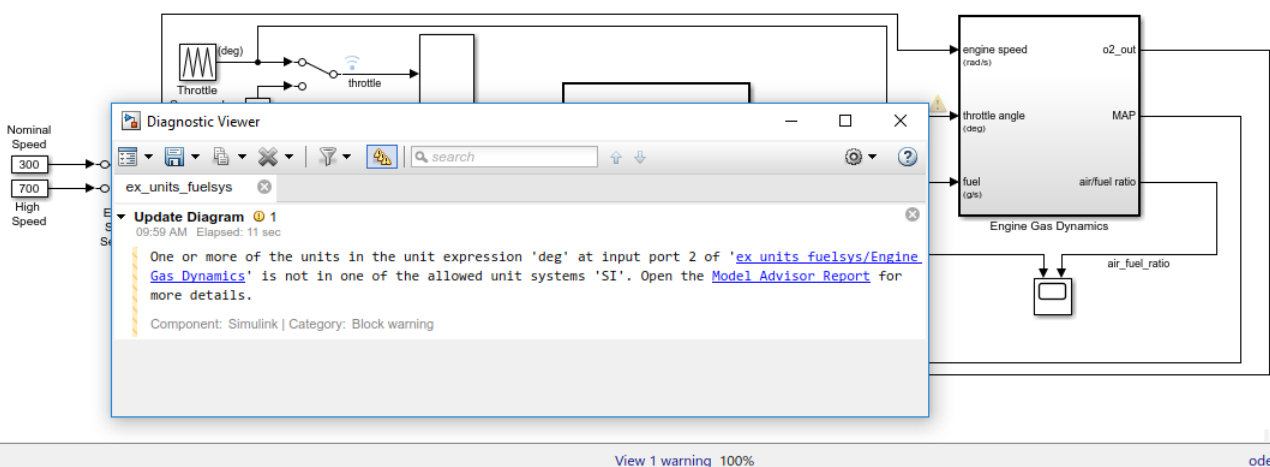 (deg)
Throttle
throttle
Nominal
Speed
300
700
High
Speed
engine speed
(rad/s)
o2_out
throttle angle
(deg)
MAP
fuel
(g/s)
air/fuel ratio
Engine Gas Dynamics
air_fuel_ratio
Diagnostic Viewer
search
ex_units_fuelsys
Update Diagram 1
09:59 AM Elapsed: 11 sec
One or more of the units in the unit expression 'deg' at input port 2 of 'ex_units_fuelsys/Engine
Gas Dynamics' is not in one of the allowed unit systems 'SI'. Open the Model Advisor Report for
more details.
Component: Simulink | Category: Block warning
View 1 warning 100%
ode